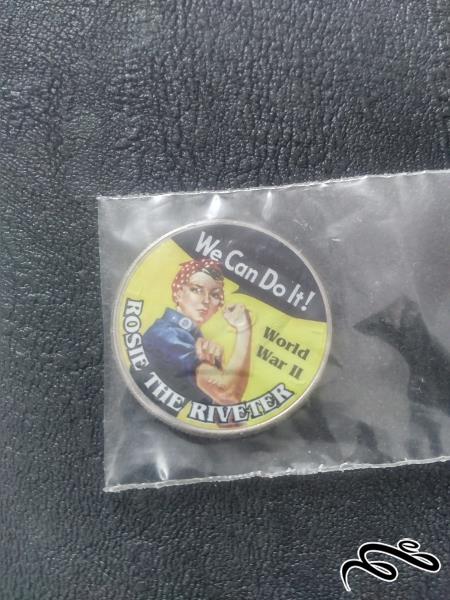 We Can Do It!
World
War II
ROSIE THE RIVETER